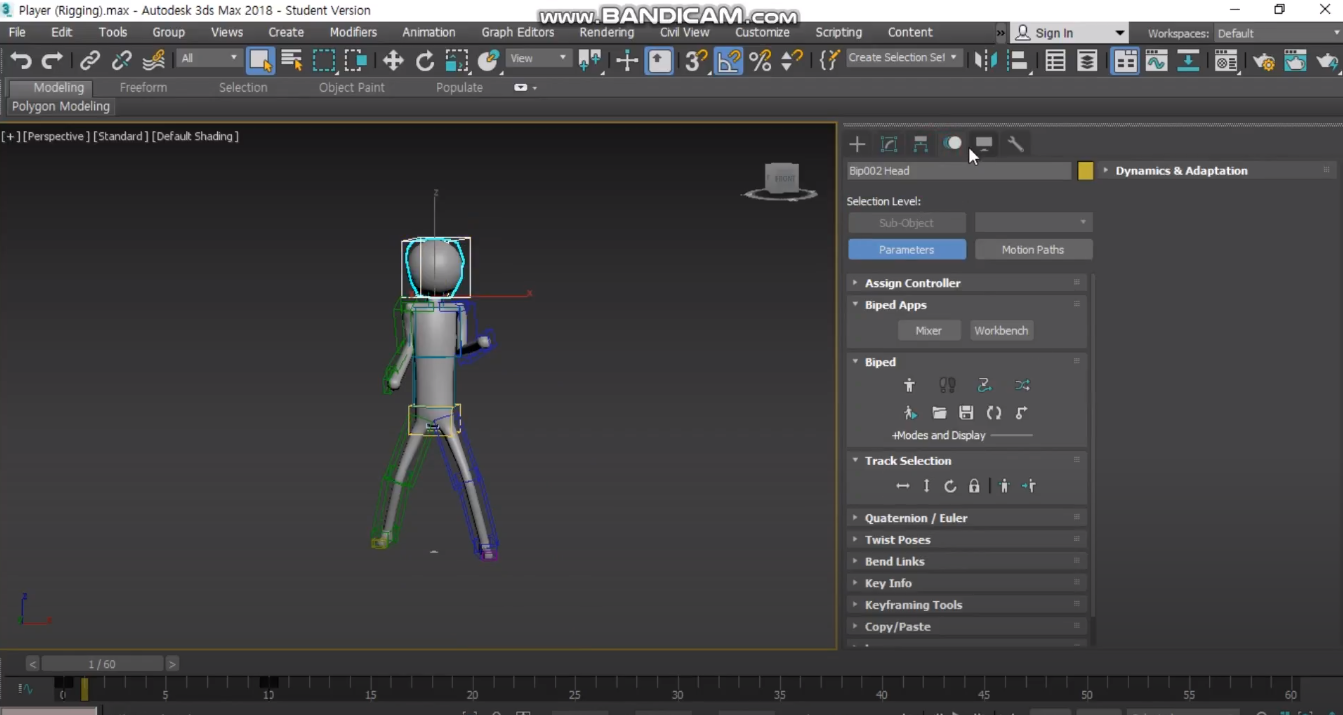 Player (Rigging).max - Autodesk 3ds Max 2018 - Student Version
www.BANDICAM.com
File Edit Tools Group Views Create Modifiers Animation Graph Editors Rendering Civil View Customize Scripting Content » Sign In Workspaces: Default
All View Create Selection Set
Modeling Freeform Selection Object Paint Populate
Polygon Modeling
[+] [Perspective ] [Standard ] [Default Shading ]
FRONT
Bip002 Head
Dynamics & Adaptation
Selection Level:
Sub-Object
Parameters Motion Paths
Assign Controller
Biped Apps
Mixer Workbench
Biped
+Modes and Display
Track Selection
Quaternion / Euler
Twist Poses
Bend Links
Key Info
Keyframing Tools
Copy/Paste
z
x
z
x
< 1 / 60 >
0 5 10 15 20 25 30 35 40 45 50 55 60